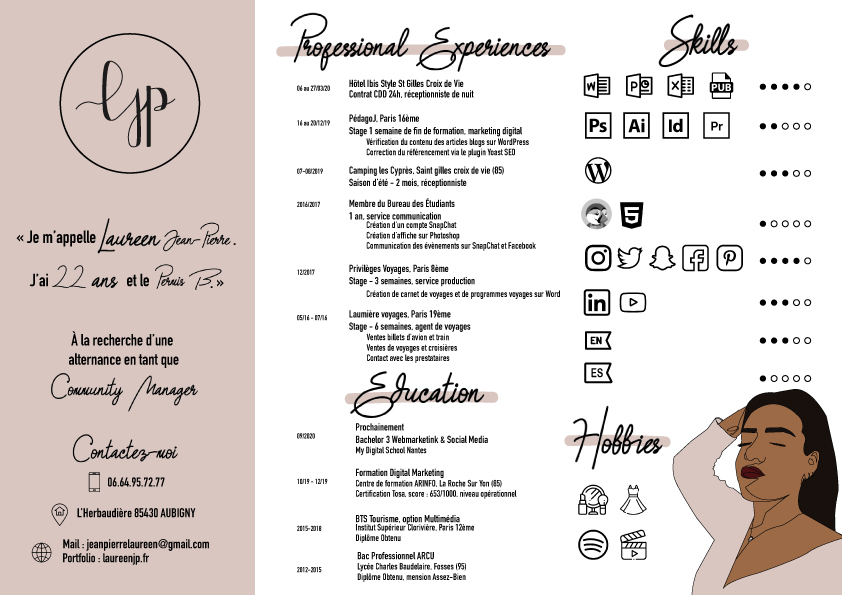 ljp
« Je m'appelle Laureen Jean-Pierre.
J'ai 22 ans et le Permis B. »
À la recherche d'une
alternance en tant que
Community Manager
Contactez-moi
06.64.95.72.77
L'Herbaudière 85430 AUBIGNY
Mail : jeanpierrelaureen@gmail.com
Portfolio : laureenjp.fr
Professional Experiences
06 au 27/03/20 Hôtel Ibis Style St Gilles Croix de Vie
Contrat CDD 24h, réceptionniste de nuit
16 au 20/12/19 PédagoJ, Paris 16ème
Stage 1 semaine de fin de formation, marketing digital
Vérification du contenu des articles blogs sur WordPress
Correction du référencement via le plugin Yoast SEO
07-08/2019 Camping les Cyprès, Saint gilles croix de vie (85)
Saison d'été - 2 mois, réceptionniste
2016/2017 Membre du Bureau des Étudiants
1 an, service communication
Création d'un compte SnapChat
Création d'affiche sur Photoshop
Communication des évènements sur SnapChat et Facebook
12/2017 Privilèges Voyages, Paris 8ème
Stage - 3 semaines, service production
Création de carnet de voyages et de programmes voyages sur Word
05/16 - 07/16 Laumière voyages, Paris 19ème
Stage - 6 semaines, agent de voyages
Ventes billets d'avion et train
Ventes de voyages et croisières
Contact avec les prestataires
Education
Prochainement
09/2020 Bachelor 3 Webmarketink & Social Media
My Digital School Nantes
Formation Digital Marketing
10/19 - 12/19 Centre de formation ARINFO, La Roche Sur Yon (85)
Certification Tosa, score : 653/1000, niveau opérationnel
BTS Tourisme, option Multimédia
2015-2018 Institut Supérieur Clorivière, Paris 12ème
Diplôme Obtenu
Bac Professionnel ARCU
2012-2015 Lycée Charles Baudelaire, Fosses (95)
Diplôme Obtenu, mension Assez-Bien
Skills
W P X PUB
Ps Ai Id Pr
W
5
f
in
EN
ES
Hobbies